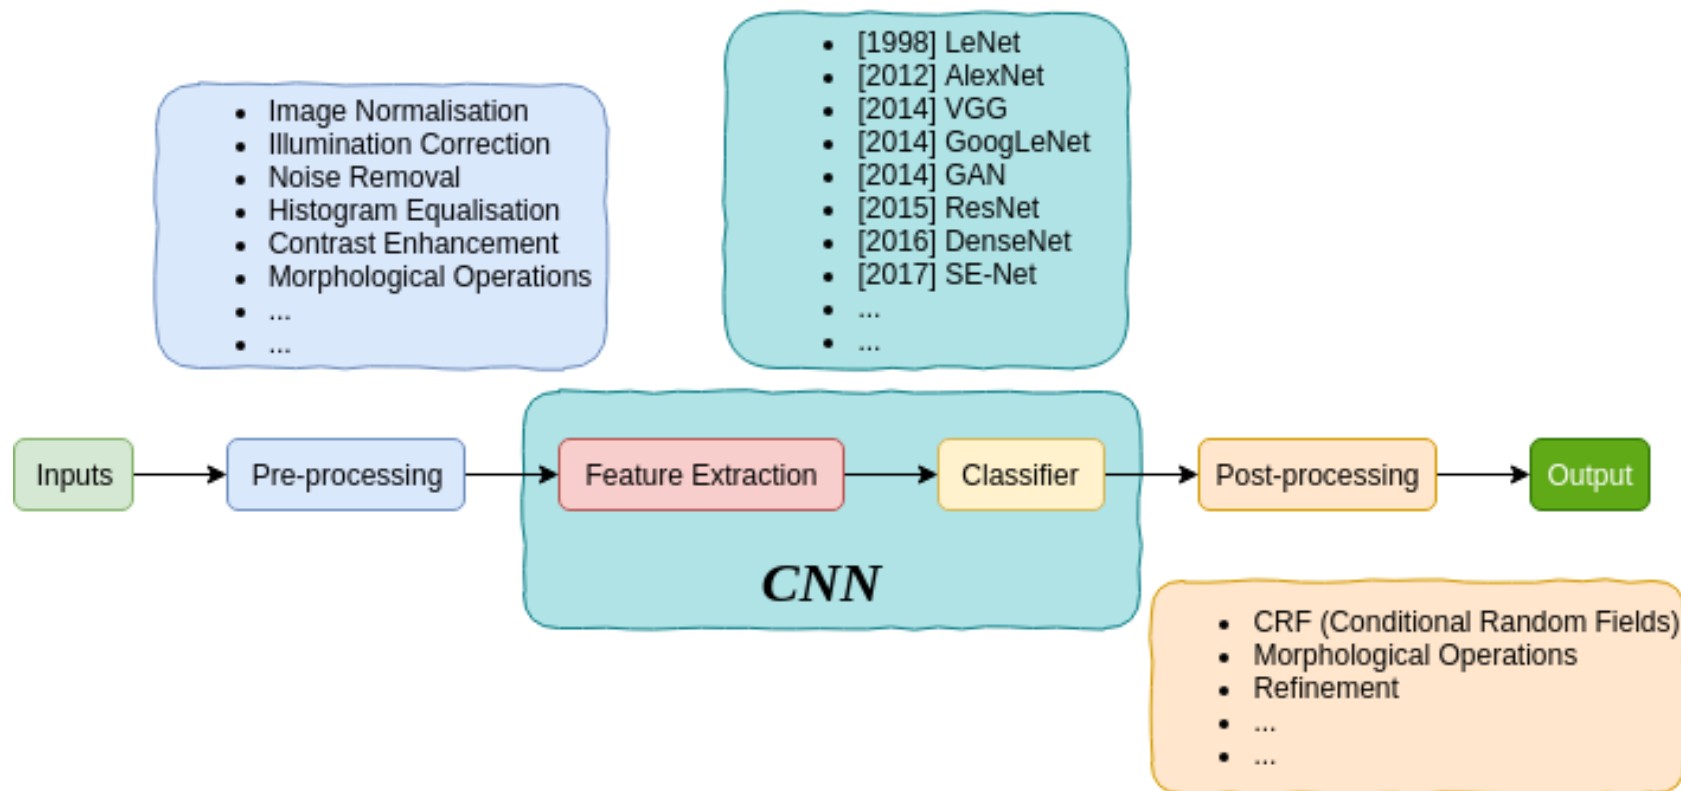 • Image Normalisation
• Illumination Correction
• Noise Removal
• Histogram Equalisation
• Contrast Enhancement
• Morphological Operations
• ...
• ...
• [1998] LeNet
• [2012] AlexNet
• [2014] VGG
• [2014] GoogLeNet
• [2014] GAN
• [2015] ResNet
• [2016] DenseNet
• [2017] SE-Net
• ...
• ...
Inputs
Pre-processing
Feature Extraction
Classifier
Post-processing
Output
CNN
• CRF (Conditional Random Fields)
• Morphological Operations
• Refinement
• ...
• ...